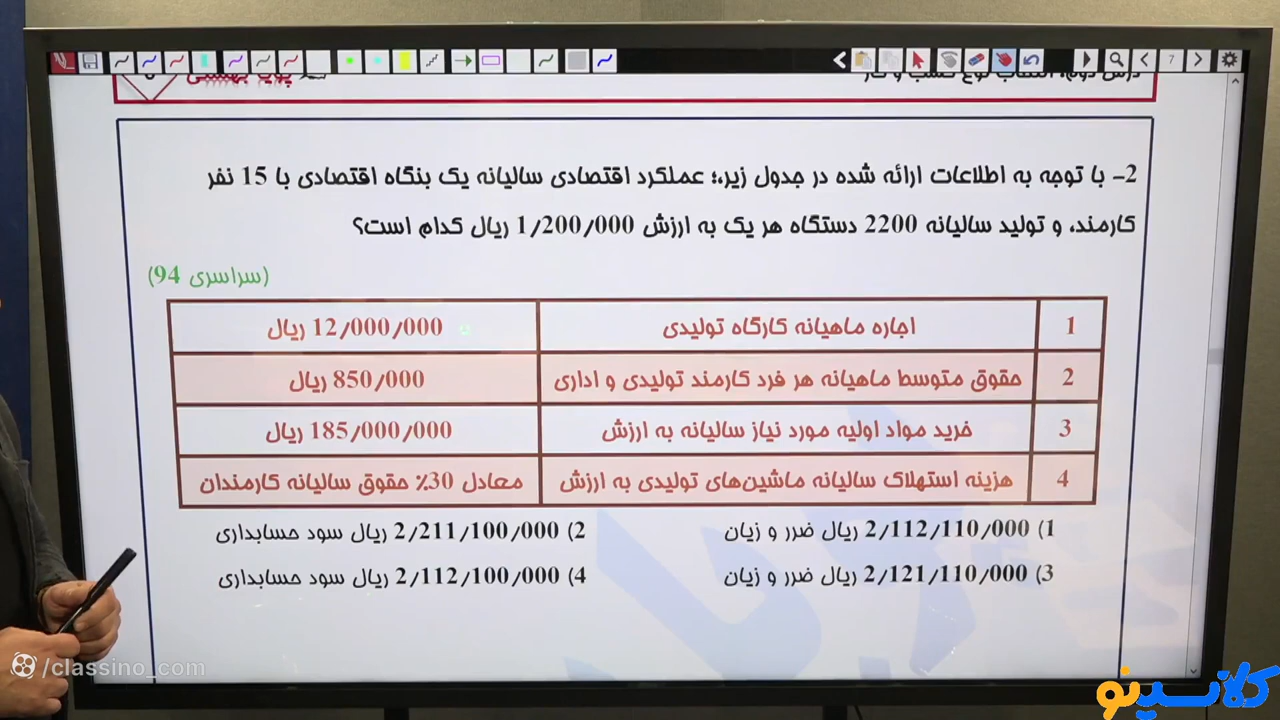 7
2- با توجه به اطلاعات ارائه شده در جدول زیر،؛ عملکرد اقتصادی سالیانه یک بنگاه اقتصادی با 15 نفر
کارمند، و تولید سالیانه 2200 دستگاه هر یک به ارزش 1/200/000 ریال کدام است؟
(سراسری 94)
1 اجاره ماهیانه کارگاه تولیدی 12/000/000 ریال
2 حقوق متوسط ماهیانه هر فرد کارمند تولیدی و اداری 850/000 ریال
3 خرید مواد اولیه مورد نیاز سالیانه به ارزش 185/000/000 ریال
4 هزینه استهلاک سالیانه ماشین‌های تولیدی به ارزش معادل 30٪ حقوق سالیانه کارمندان
1) 2/112/110/000 ریال ضرر و زیان 2) 2/211/100/000 ریال سود حسابداری
3) 2/121/110/000 ریال ضرر و زیان 4) 2/112/100/000 ریال سود حسابداری
/classino_com
کلاسینو